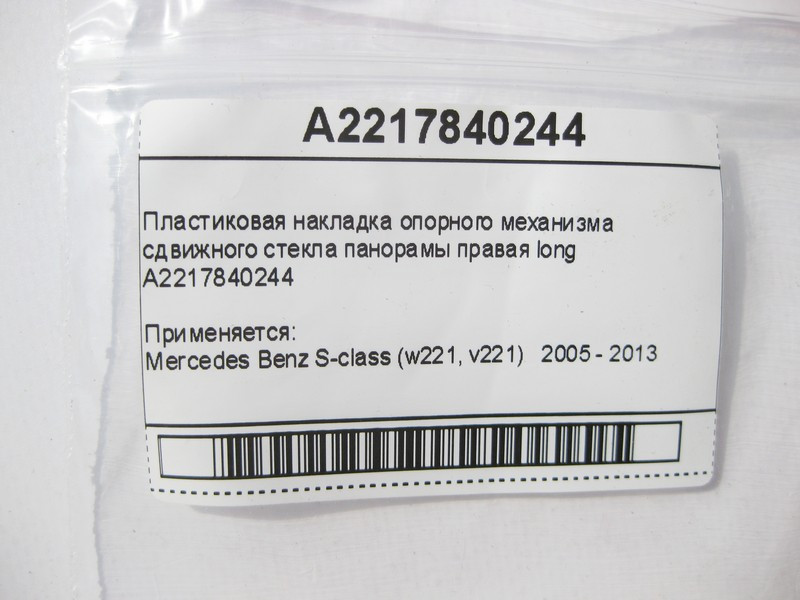 A2217840244
Пластиковая накладка опорного механизма
сдвижного стекла панорамы правая long
A2217840244
Применяется:
Mercedes Benz S-class (w221, v221) 2005 - 2013